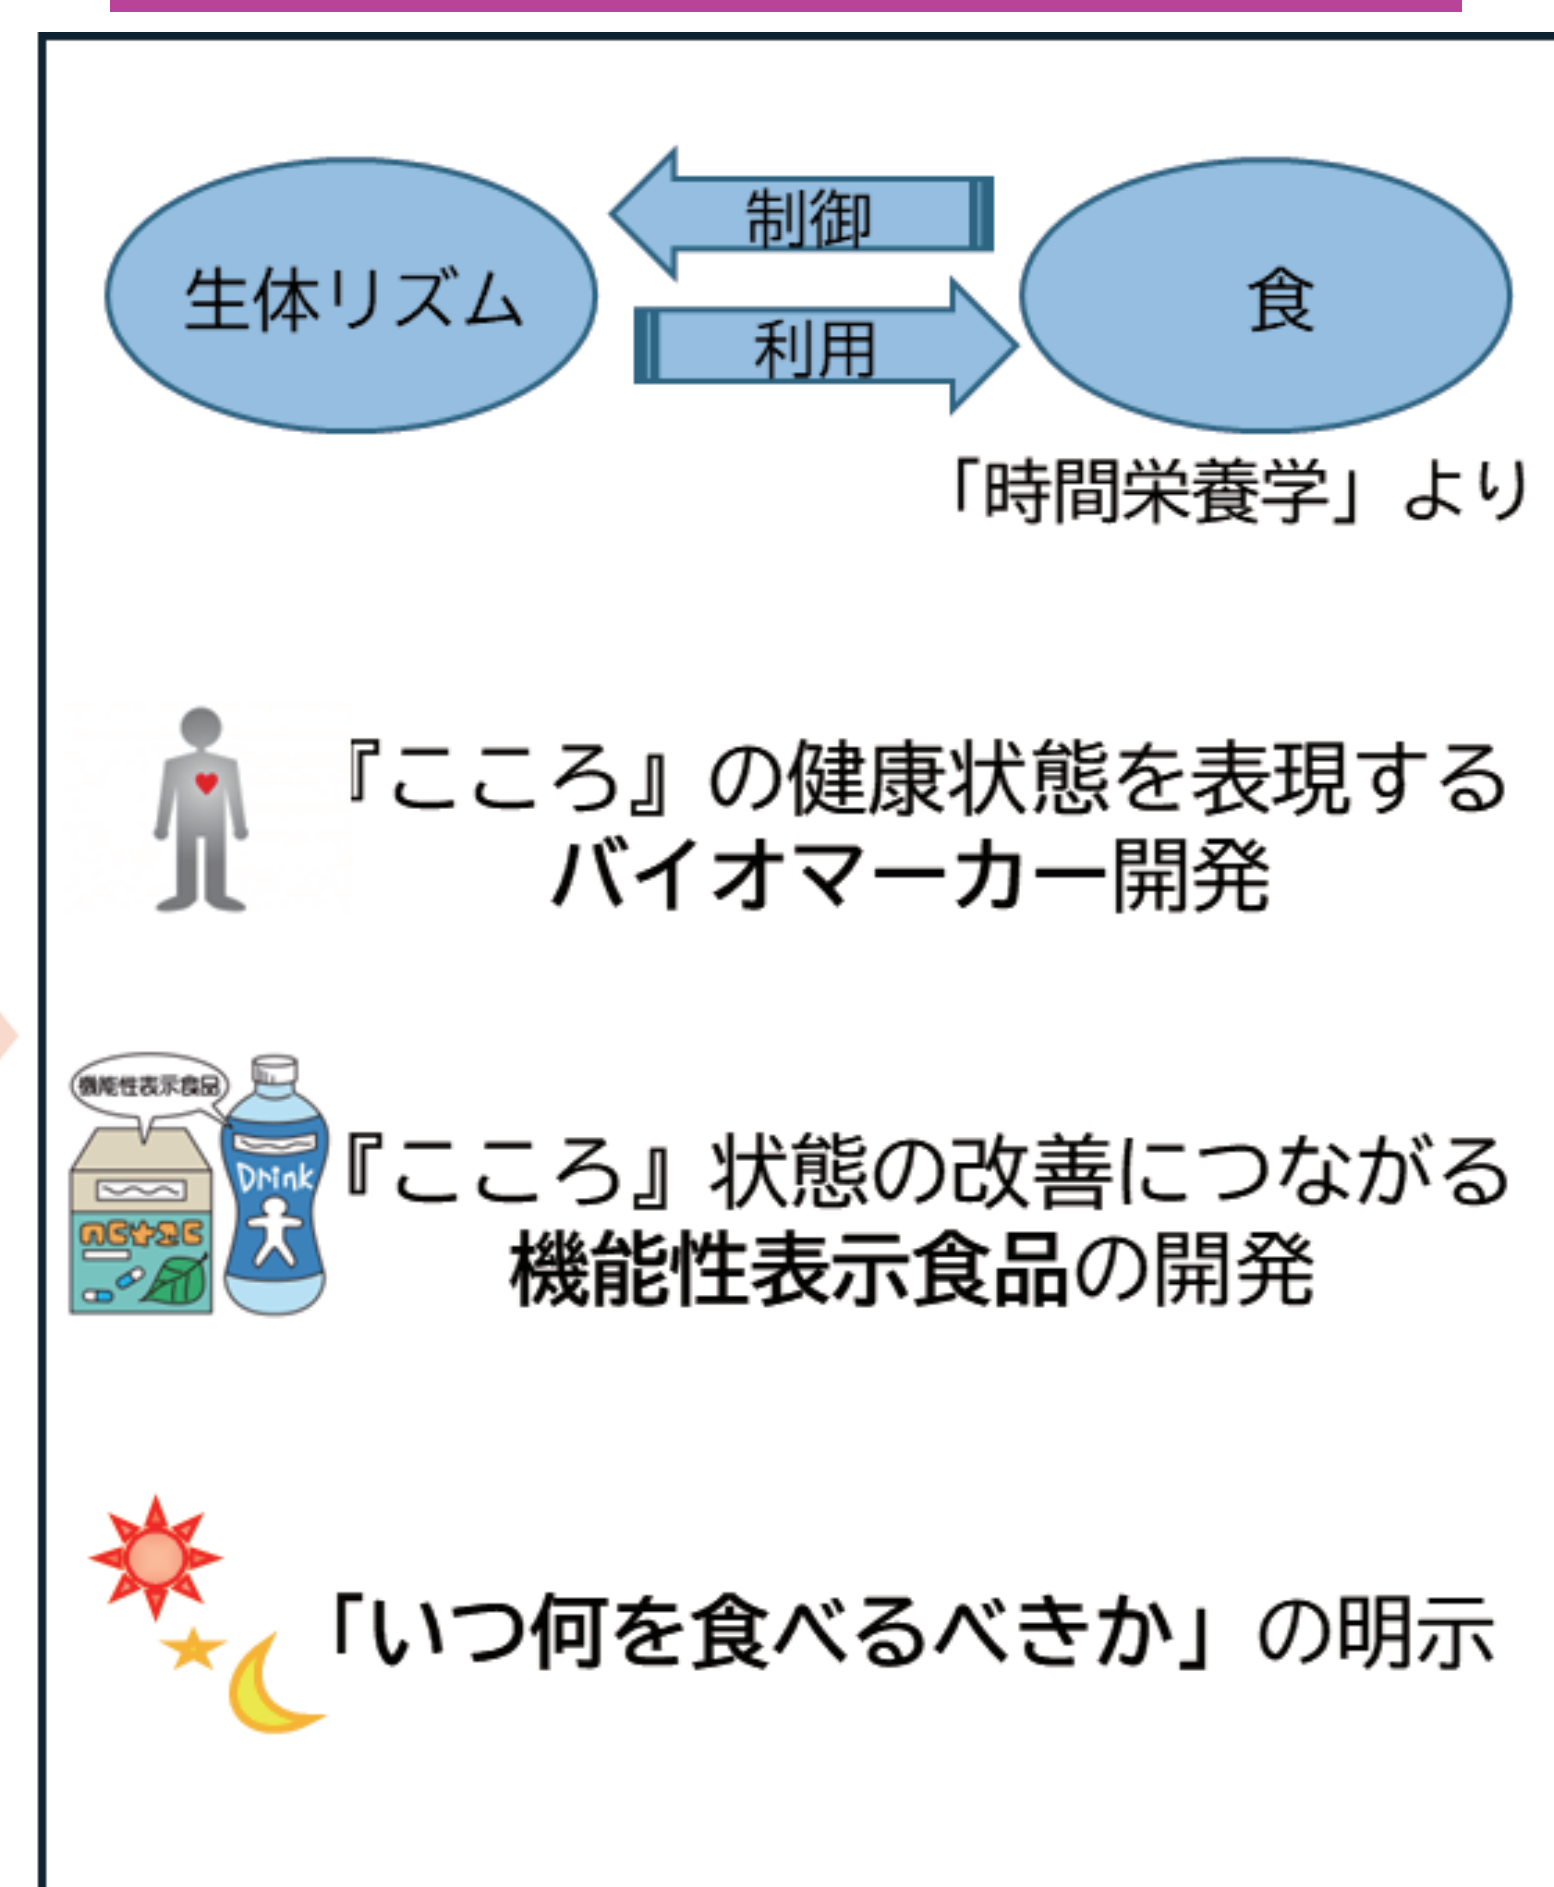 制御
生体リズム
食
利用
「時間栄養学」より
『こころ』の健康状態を表現する
バイオマーカー開発
機能性表示食品
Drink
『こころ』状態の改善につながる
機能性表示食品の開発
「いつ何を食べるべきか」の明示